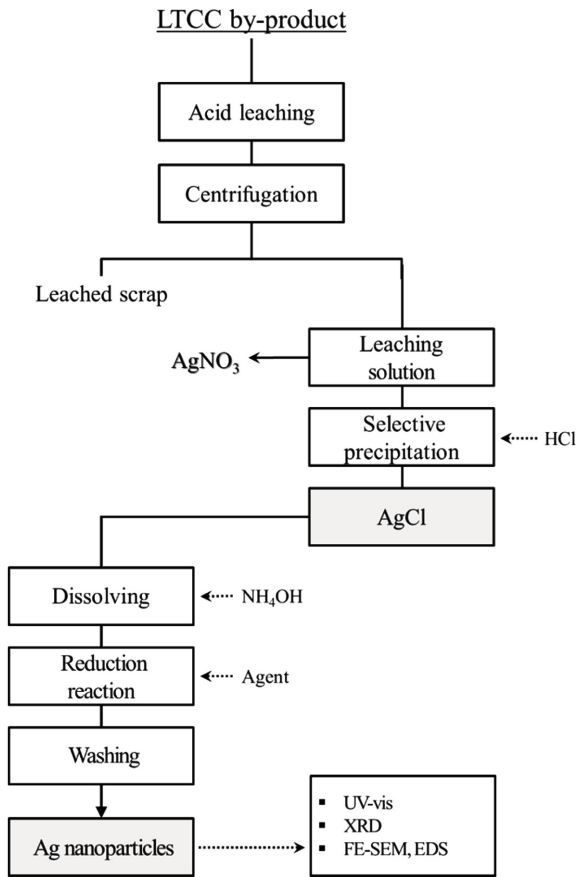 LTCC by-product
Acid leaching
Centrifugation
Leached scrap
Leaching
solution
AgNO₃
Selective
precipitation
HCl
AgCl
Dissolving
NH₄OH
Reduction
reaction
Agent
Washing
Ag nanoparticles
▪ UV-vis
▪ XRD
▪ FE-SEM, EDS